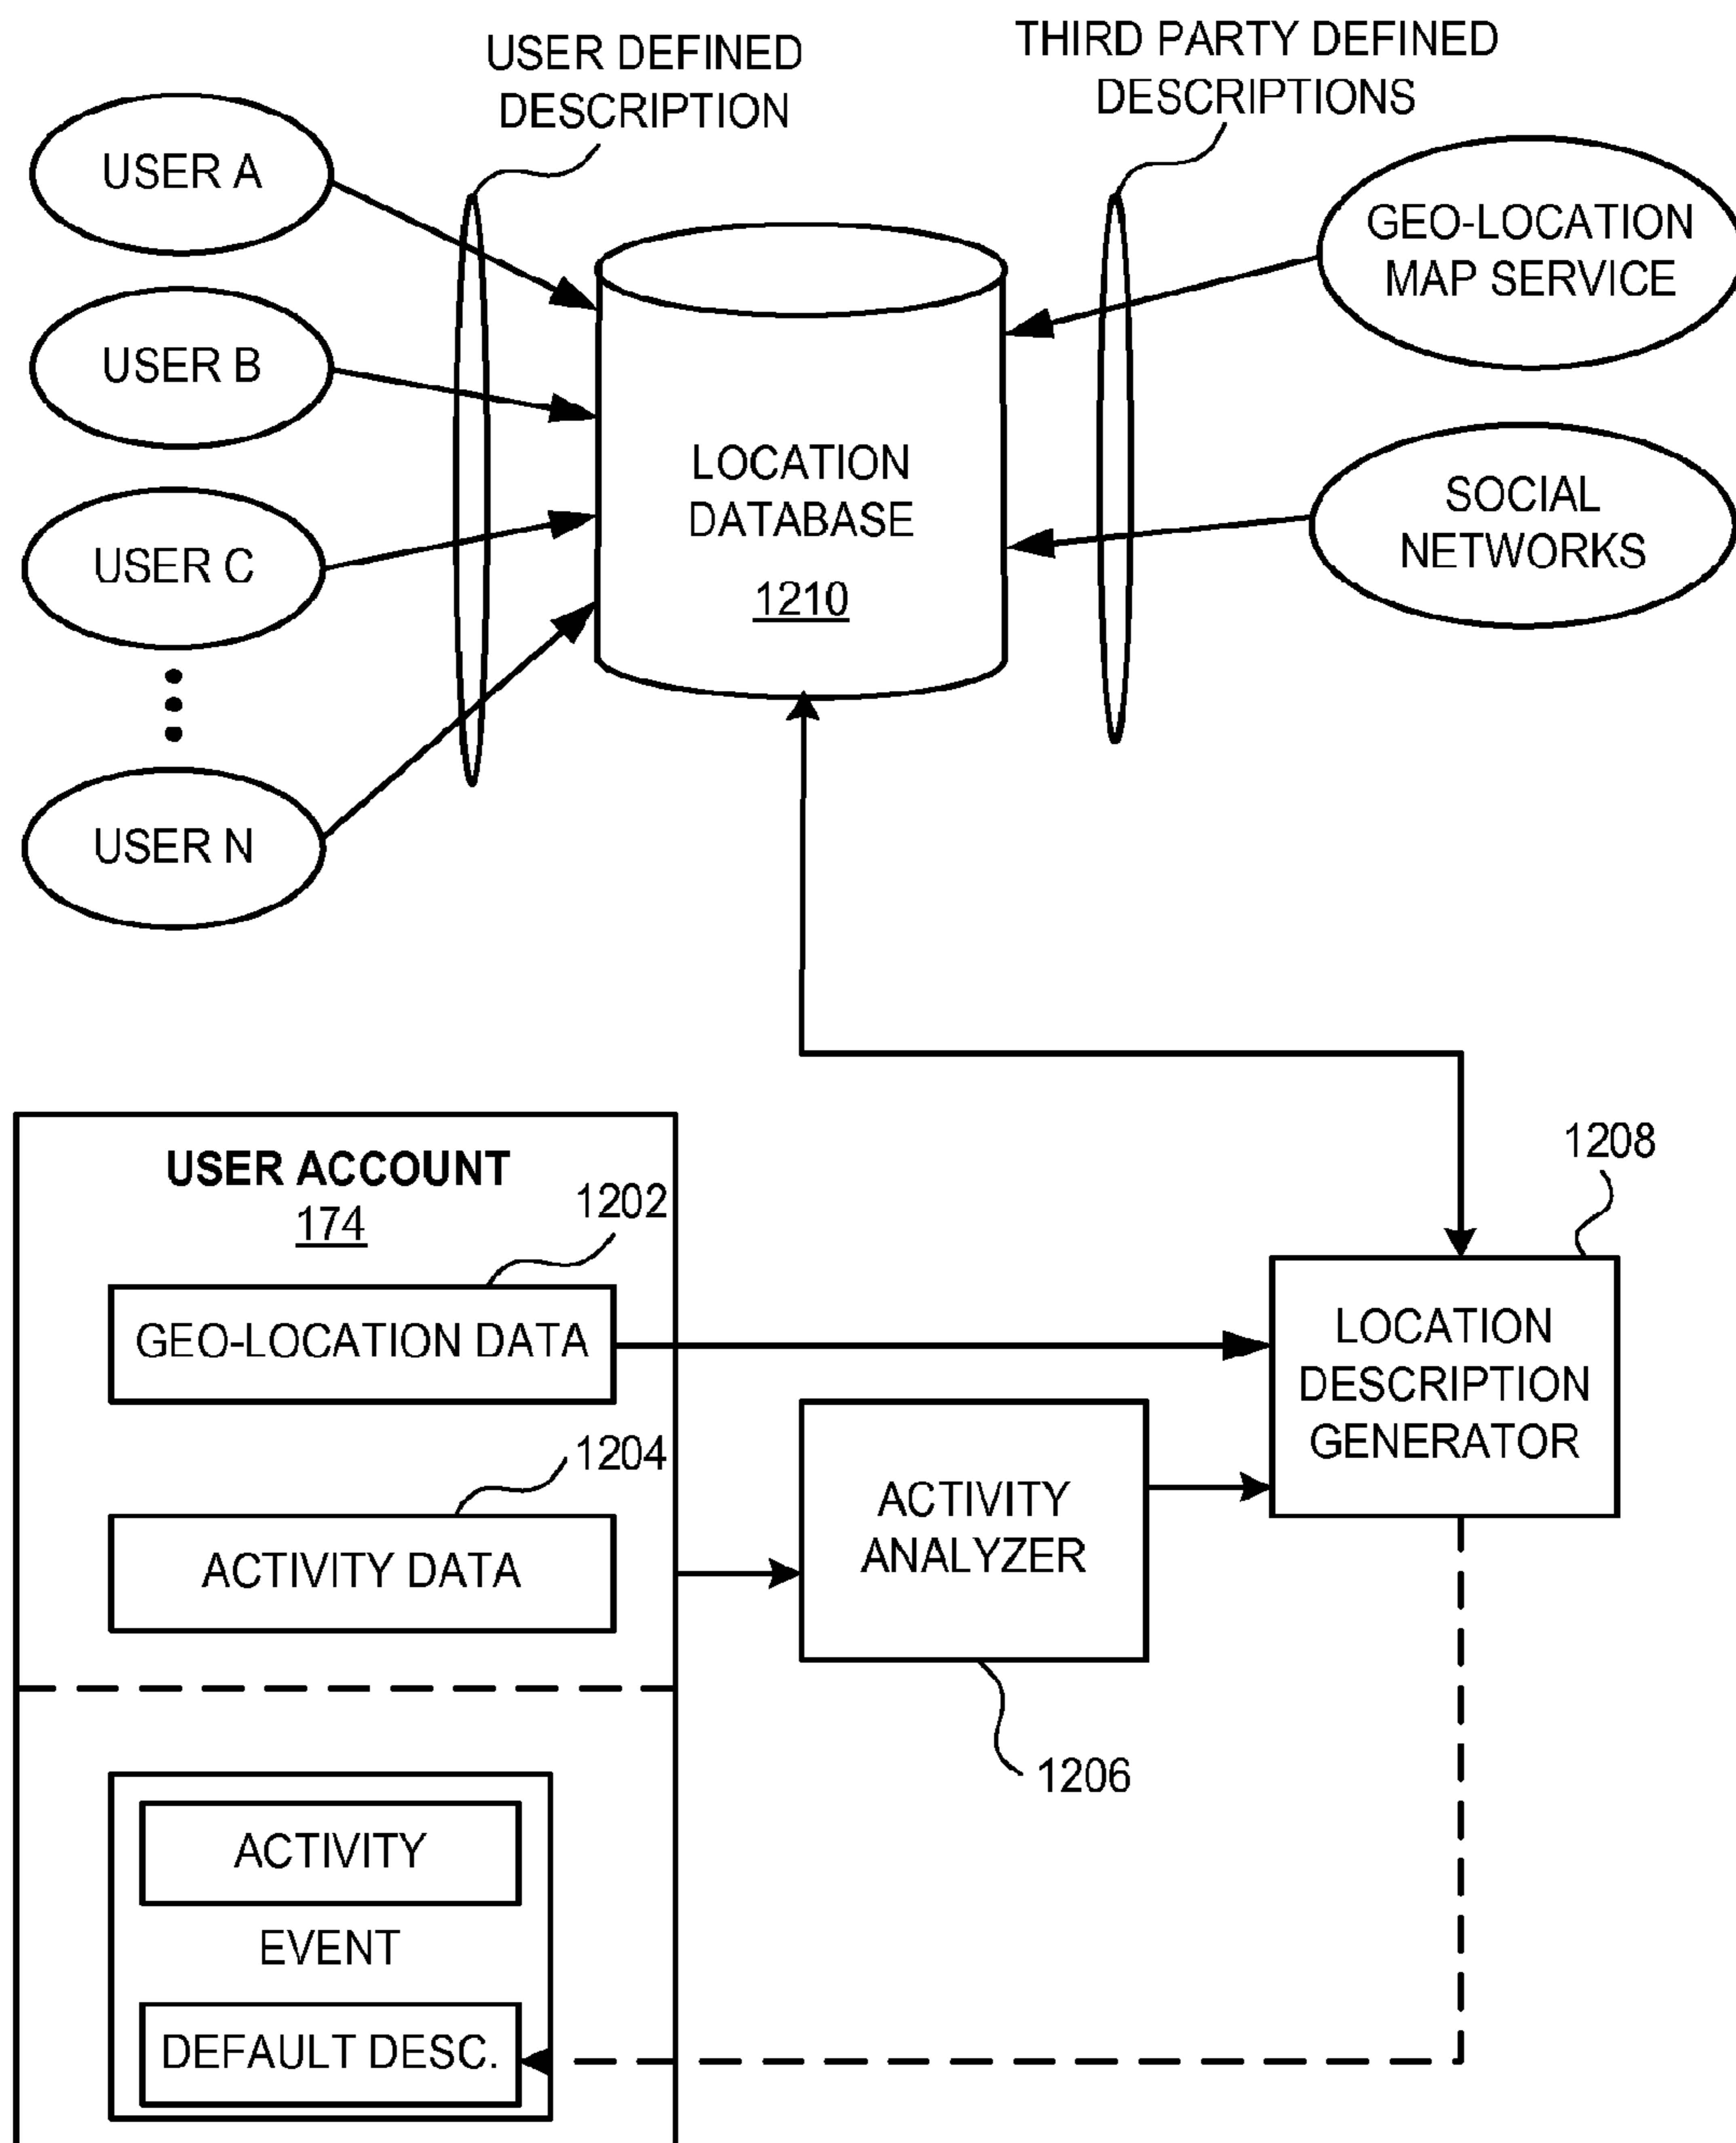 USER DEFINED
DESCRIPTION
THIRD PARTY DEFINED
DESCRIPTIONS
USER A
USER B
USER C
USER N
LOCATION
DATABASE
1210
GEO-LOCATION
MAP SERVICE
SOCIAL
NETWORKS
USER ACCOUNT
174
1202
GEO-LOCATION DATA
1204
ACTIVITY DATA
ACTIVITY
ANALYZER
1206
1208
LOCATION
DESCRIPTION
GENERATOR
ACTIVITY
EVENT
DEFAULT DESC.